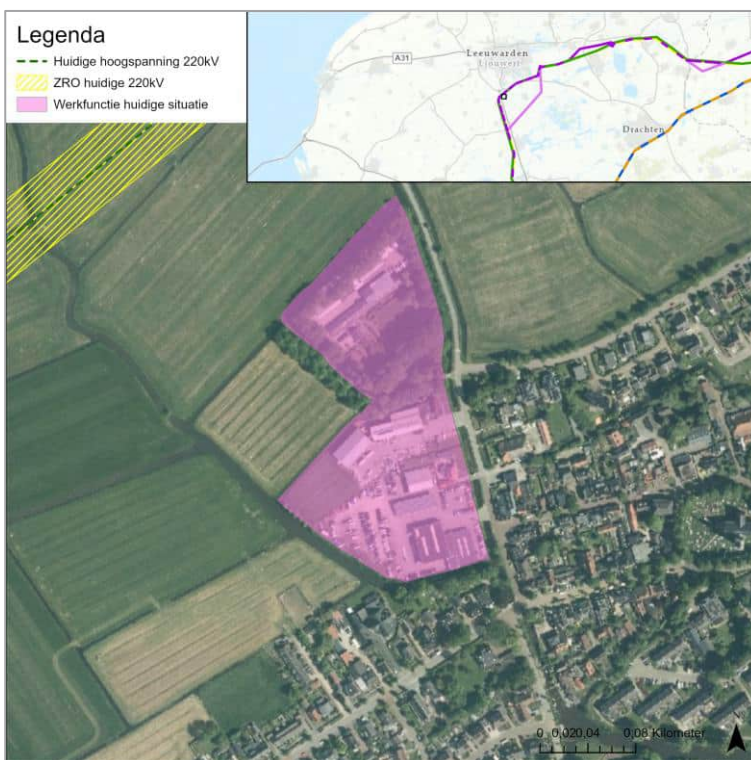 Legenda
Huidige hoogspanning 220kV
ZRO huidige 220kV
Werkfunctie huidige situatie
A31
Leeuwarden
Ljouwert
Drachten
0 0,020,04 0,08 Kilometer
N